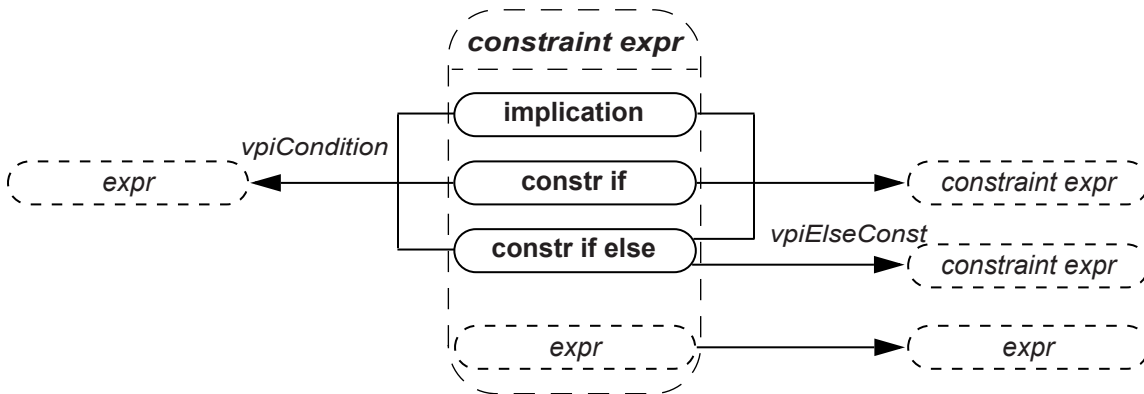 constraint expr
implication
vpiCondition
expr
constr if
constraint expr
constr if else
vpiElseConst
constraint expr
expr
expr